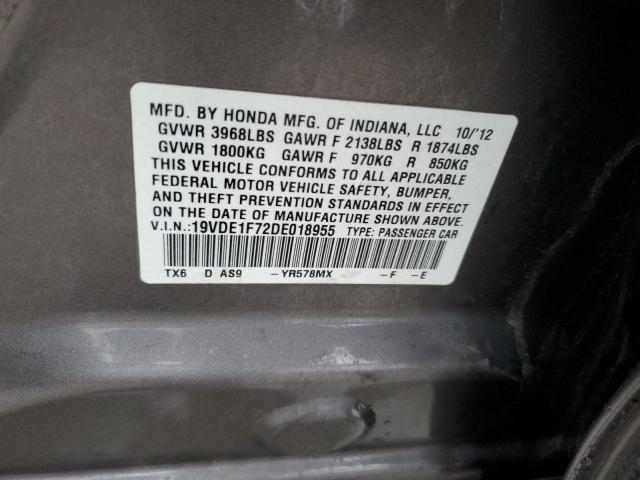 MFD. BY HONDA MFG. OF INDIANA, LLC 10/'12
GVWR 3968LBS GAWR F 2138LBS R 1874LBS
GVWR 1800KG GAWR F 970KG R 850KG
THIS VEHICLE CONFORMS TO ALL APPLICABLE
FEDERAL MOTOR VEHICLE SAFETY, BUMPER,
AND THEFT PREVENTION STANDARDS IN EFFECT
ON THE DATE OF MANUFACTURE SHOWN ABOVE.
V.I.N.:19VDE1F72DE018955 TYPE: PASSENGER CAR
TX6 D AS9 -YR578MX -F -E